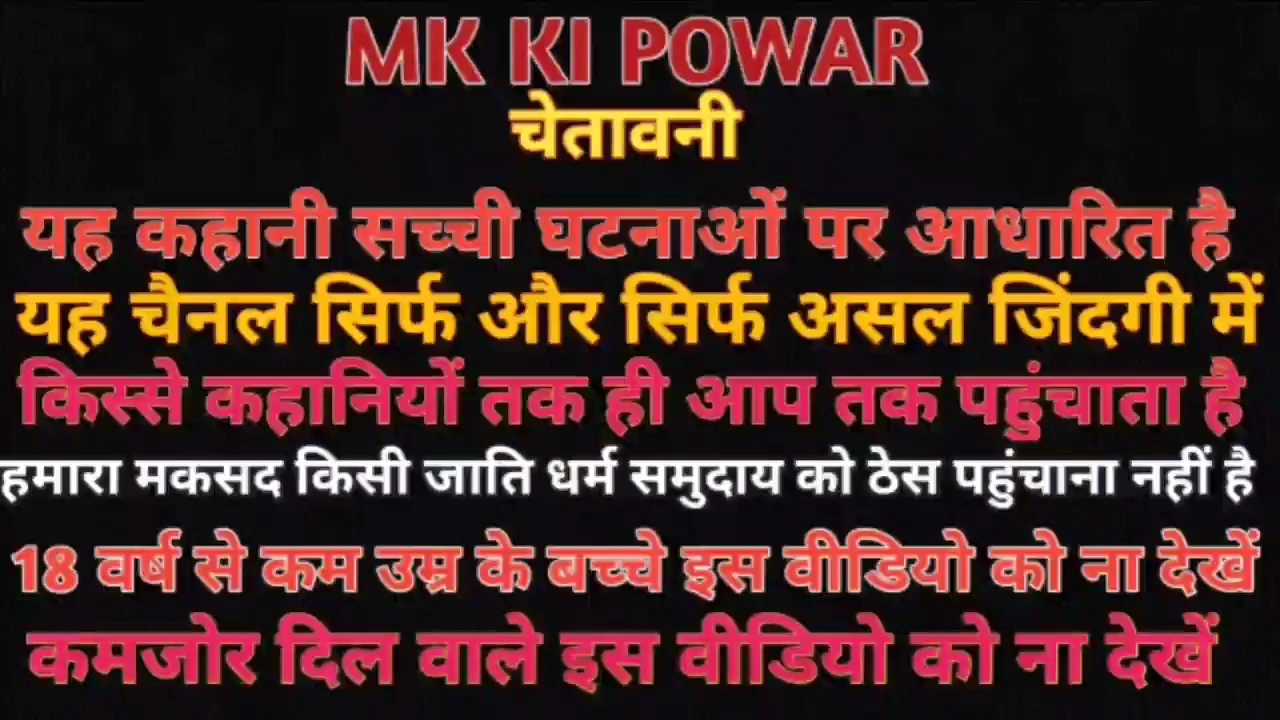 MK KI POWAR
चेतावनी
यह कहानी सच्ची घटनाओं पर आधारित है
यह चैनल सिर्फ और सिर्फ असल जिंदगी में
किस्से कहानियों तक ही आप तक पहुंचाता है
हमारा मकसद किसी जाति धर्म समुदाय को ठेस पहुंचाना नहीं है
18 वर्ष से कम उम्र के बच्चे इस वीडियो को ना देखें
कमजोर दिल वाले इस वीडियो को ना देखें